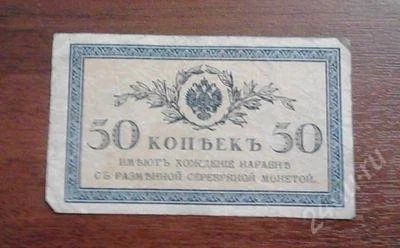 50 КОПѢЕКЪ 50
ИМѢЮТЪ ХОЖДЕНІЕ НАРАВНѢ
СЪ РАЗМѢННОЙ СЕРЕБРЯНОЙ МОНЕТОЙ.